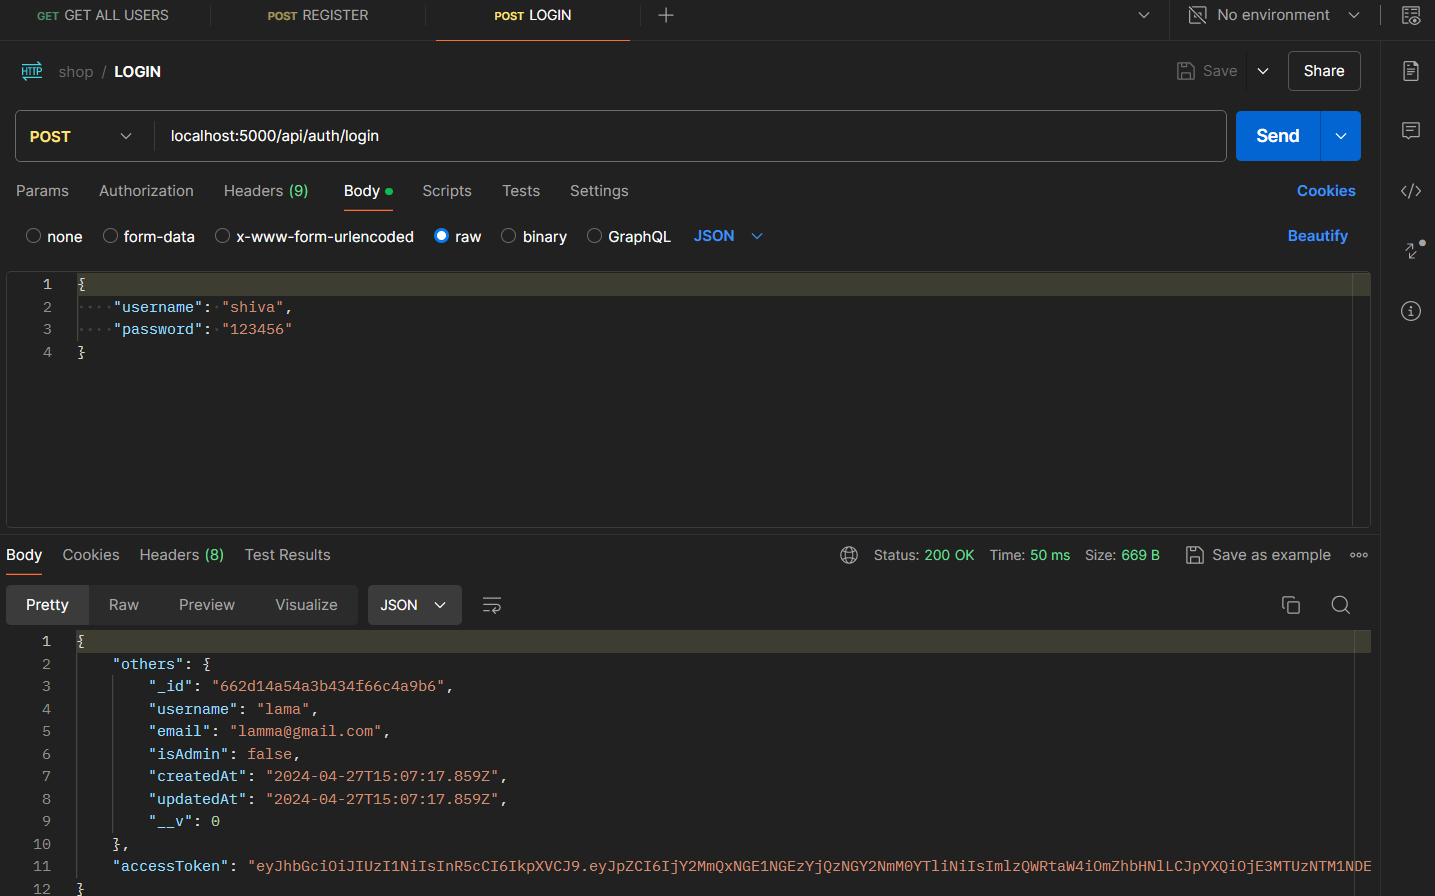 GET GET ALL USERS
POST REGISTER
POST LOGIN
No environment
HTTP shop / LOGIN
Save
Share
POST
localhost:5000/api/auth/login
Send
Params
Authorization
Headers (9)
Body
Scripts
Tests
Settings
Cookies
none
form-data
x-www-form-urlencoded
raw
binary
GraphQL
JSON
Beautify
1 {
2 "username": "shiva",
3 "password": "123456"
4 }
Body
Cookies
Headers (8)
Test Results
Status: 200 OK
Time: 50 ms
Size: 669 B
Save as example
Pretty
Raw
Preview
Visualize
JSON
1 {
2 "others": {
3 "_id": "662d14a54a3b434f66c4a9b6",
4 "username": "lama",
5 "email": "lamma@gmail.com",
6 "isAdmin": false,
7 "createdAt": "2024-04-27T15:07:17.859Z",
8 "updatedAt": "2024-04-27T15:07:17.859Z",
9 "__v": 0
10 },
11 "accessToken": "eyJhbGciOiJIUzI1NiIsInR5cCI6IkpXVCJ9.eyJpZCI6IjY2MmQxNGE1NGEzYjQzNGY2NmM0YTliNiIsImlzQWRtaW4iOmZhbHNlLCJpYXQiOjE3MTUzNTM1NDE
12 }